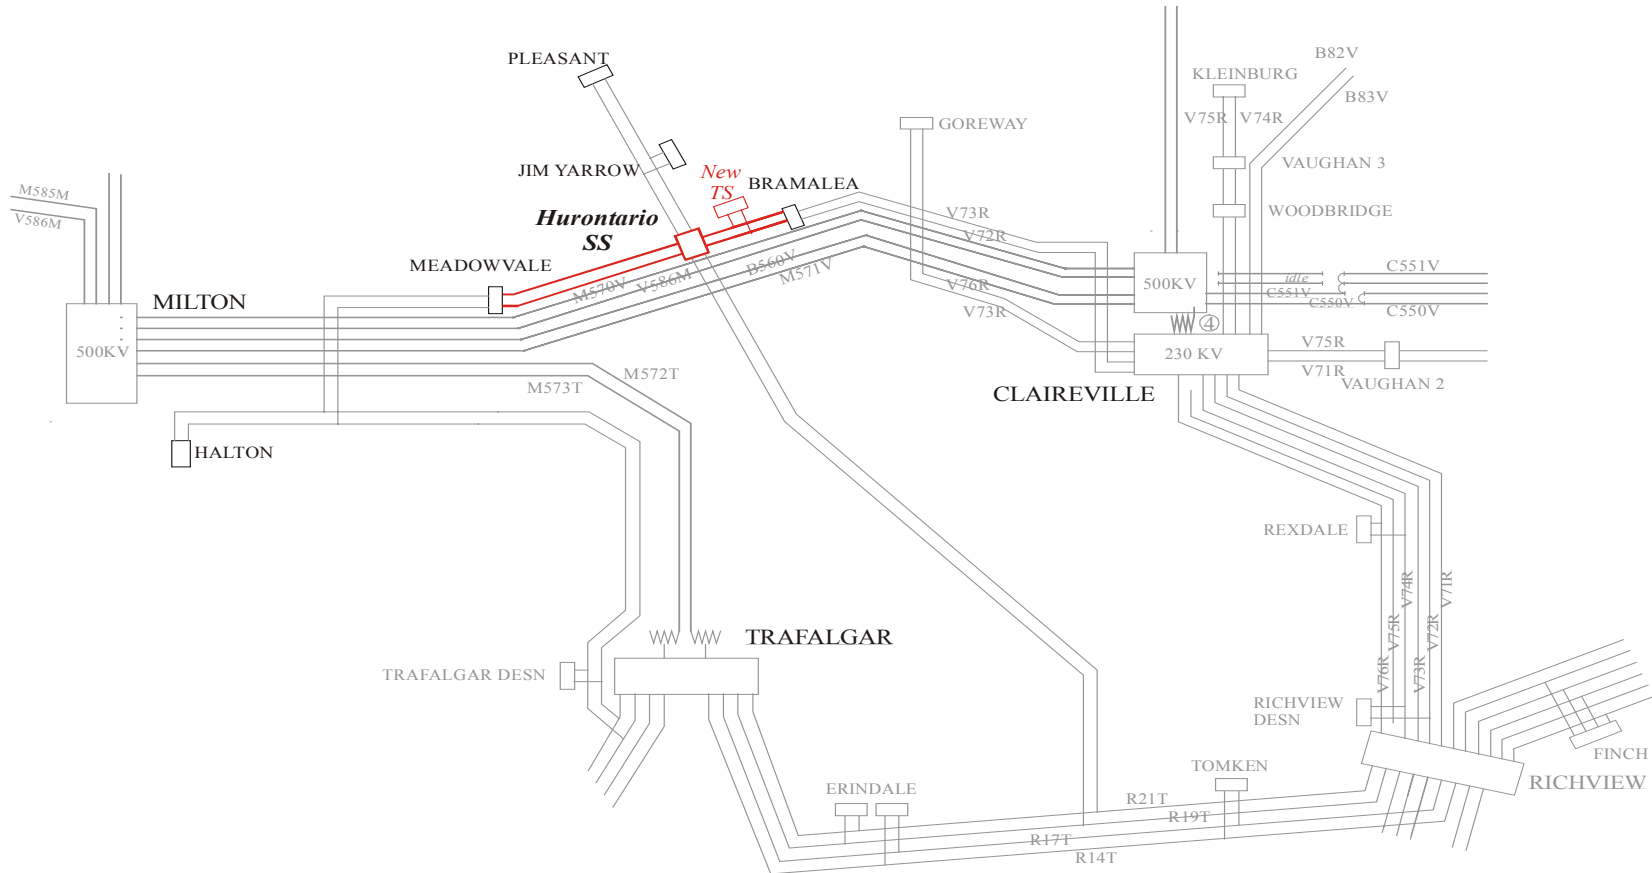 PLEASANT
B82V
KLEINBURG
B83V
V75R
V74R
GOREWAY
JIM YARROW
New
TS
BRAMALEA
VAUGHAN 3
M585M
V586M
Hurontario
SS
V73R
V72R
WOODBRIDGE
MEADOWVALE
M570V
V586M
B560V
M571V
V76R
V73R
500KV
idle
C551V
C551V
C550V
C550V
MILTON
4
500KV
230 KV
V75R
V71R
VAUGHAN 2
M572T
M573T
CLAIREVILLE
HALTON
REXDALE
V74R
V71R
V75R
V72R
V76R
V73R
TRAFALGAR
TRAFALGAR DESN
RICHVIEW
DESN
FINCH
TOMKEN
RICHVIEW
ERINDALE
R21T
R19T
R17T
R14T